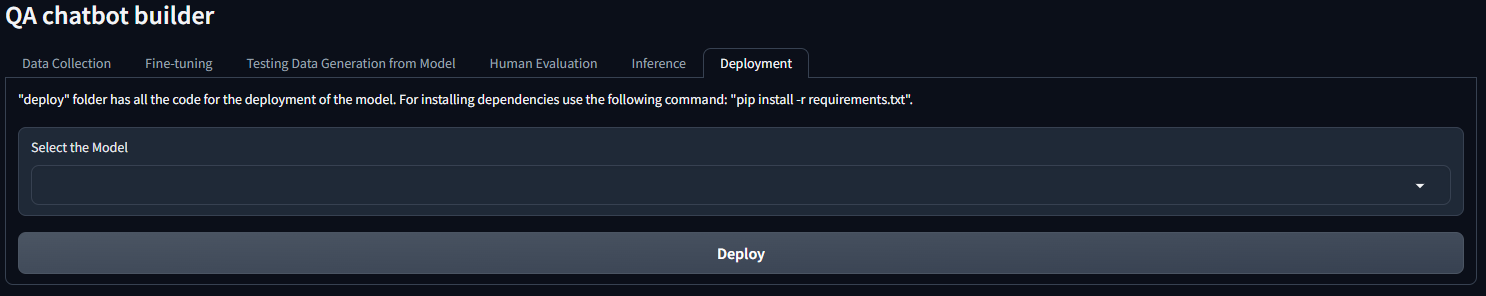 QA chatbot builder
Data Collection Fine-tuning Testing Data Generation from Model Human Evaluation Inference Deployment
"deploy" folder has all the code for the deployment of the model. For installing dependencies use the following command: "pip install -r requirements.txt".
Select the Model
Deploy